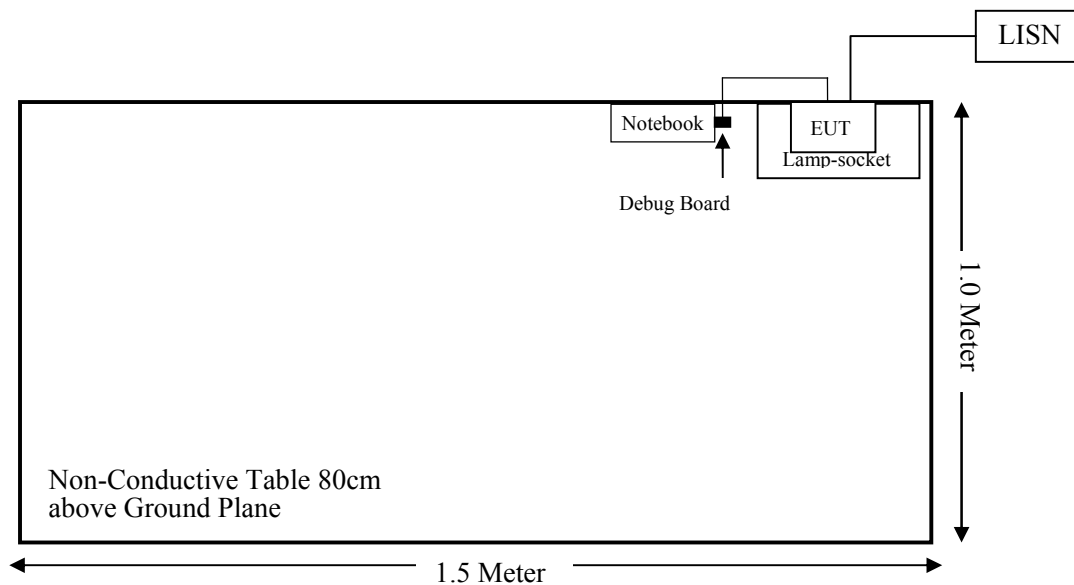 LISN
Notebook
EUT
Lamp-socket
Debug Board
1.0 Meter
Non-Conductive Table 80cm
above Ground Plane
1.5 Meter